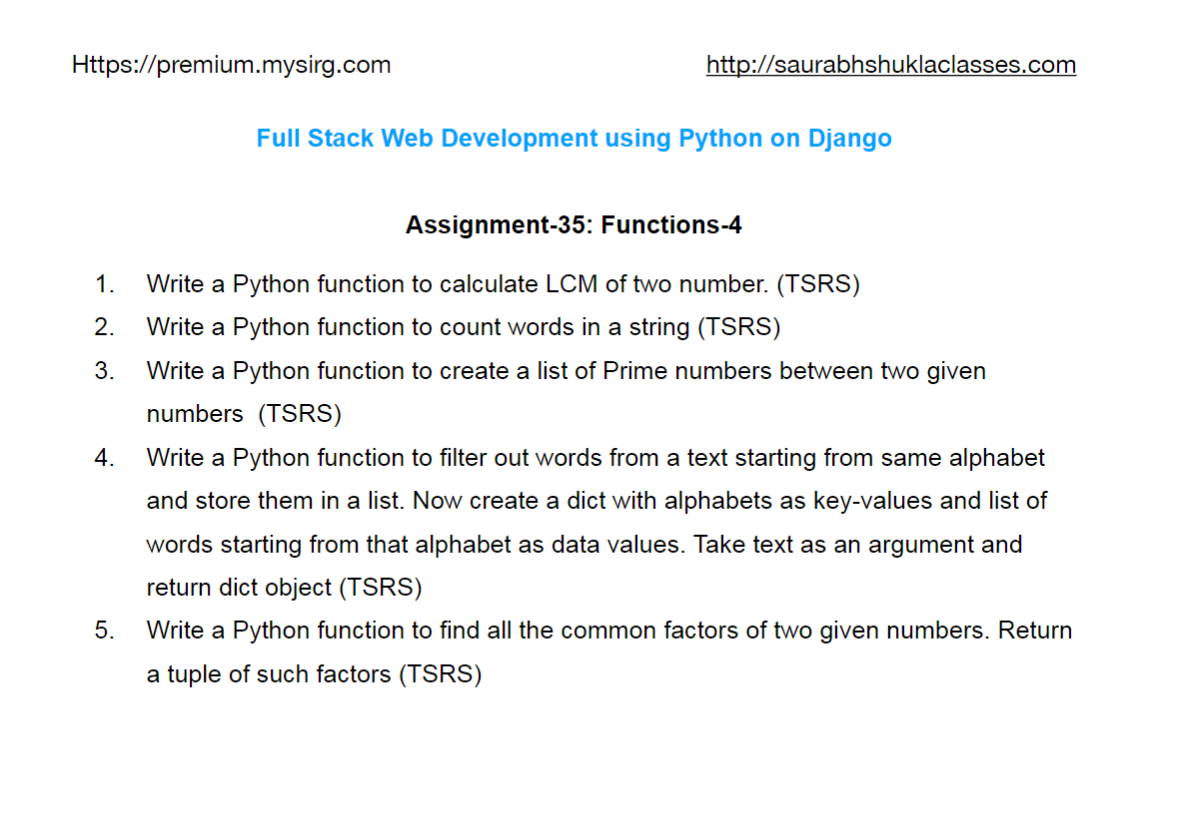 Https://premium.mysirg.com http://saurabhshuklaclasses.com
Full Stack Web Development using Python on Django
Assignment-35: Functions-4
1. Write a Python function to calculate LCM of two number. (TSRS)
2. Write a Python function to count words in a string (TSRS)
3. Write a Python function to create a list of Prime numbers between two given
numbers (TSRS)
4. Write a Python function to filter out words from a text starting from same alphabet
and store them in a list. Now create a dict with alphabets as key-values and list of
words starting from that alphabet as data values. Take text as an argument and
return dict object (TSRS)
5. Write a Python function to find all the common factors of two given numbers. Return
a tuple of such factors (TSRS)